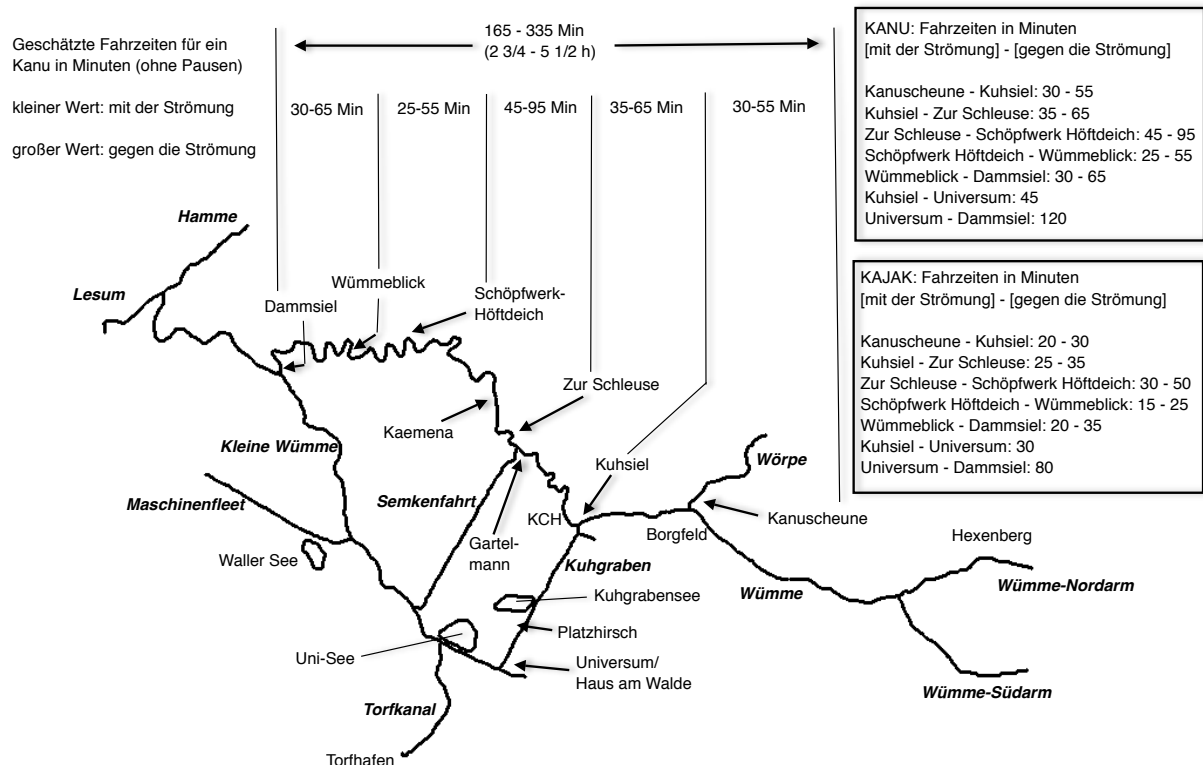 Geschätzte Fahrzeiten für ein
Kanu in Minuten (ohne Pausen)
kleiner Wert: mit der Strömung
großer Wert: gegen die Strömung
165 - 335 Min
(2 3/4 - 5 1/2 h)
30-65 Min
25-55 Min
45-95 Min
35-65 Min
30-55 Min
KANU: Fahrzeiten in Minuten
[mit der Strömung] - [gegen die Strömung]
Kanuscheune - Kuhsiel: 30 - 55
Kuhsiel - Zur Schleuse: 35 - 65
Zur Schleuse - Schöpfwerk Höftdeich: 45 - 95
Schöpfwerk Höftdeich - Wümmeblick: 25 - 55
Wümmeblick - Dammsiel: 30 - 65
Kuhsiel - Universum: 45
Universum - Dammsiel: 120
KAJAK: Fahrzeiten in Minuten
[mit der Strömung] - [gegen die Strömung]
Kanuscheune - Kuhsiel: 20 - 30
Kuhsiel - Zur Schleuse: 25 - 35
Zur Schleuse - Schöpfwerk Höftdeich: 30 - 50
Schöpfwerk Höftdeich - Wümmeblick: 15 - 25
Wümmeblick - Dammsiel: 20 - 35
Kuhsiel - Universum: 30
Universum - Dammsiel: 80
Hamme
Lesum
Dammsiel
Wümmeblick
Schöpfwerk-
Höftdeich
Zur Schleuse
Kaemena
Kleine Wümme
Kuhsiel
Wörpe
Maschinenfleet
Semkenfahrt
KCH
Borgfeld
Kanuscheune
Waller See
Gartel-
mann
Kuhgraben
Hexenberg
Kuhgrabensee
Wümme
Wümme-Nordarm
Platzhirsch
Uni-See
Universum/
Haus am Walde
Wümme-Südarm
Torfkanal
Torfhafen